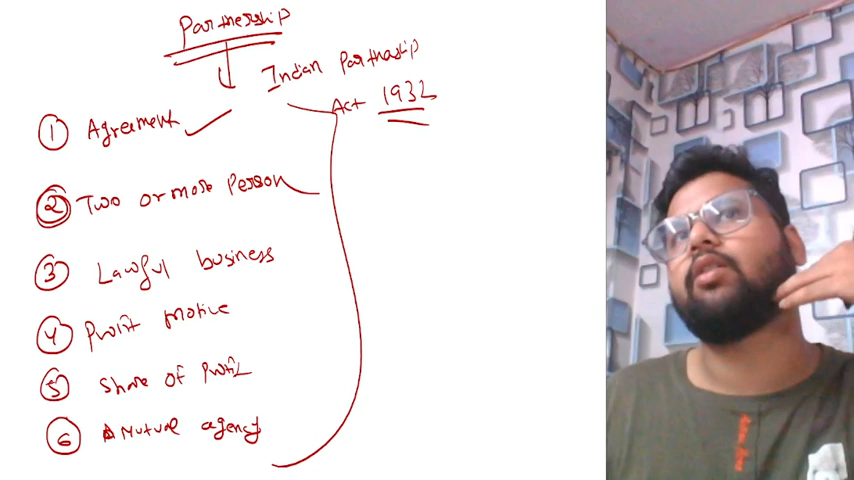 Partnership
Indian Partnership
Act 1932
1 Agreement
2 Two or more Person
3 Lawful business
4 Profit motive
5 Share of Profit
6 Mutual agency